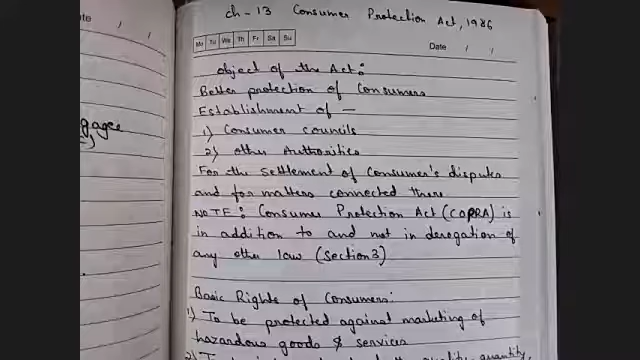 ch - 13 Consumer Protection Act, 1986
Mo Tu We Th Fr Sa Su
Date / /
Object of the Act:
Better protection of Consumers
Establishment of -
1) Consumer councils
2) Other Authorities
For the Settlement of Consumer's disputes
and for matters connected there
NOTE: Consumer Protection Act (COPRA) is
in addition to and not in derogation of
any other law (Section 3)
Basic Rights of Consumers:
1) To be protected against marketing of
hazardous goods & services
quantity,